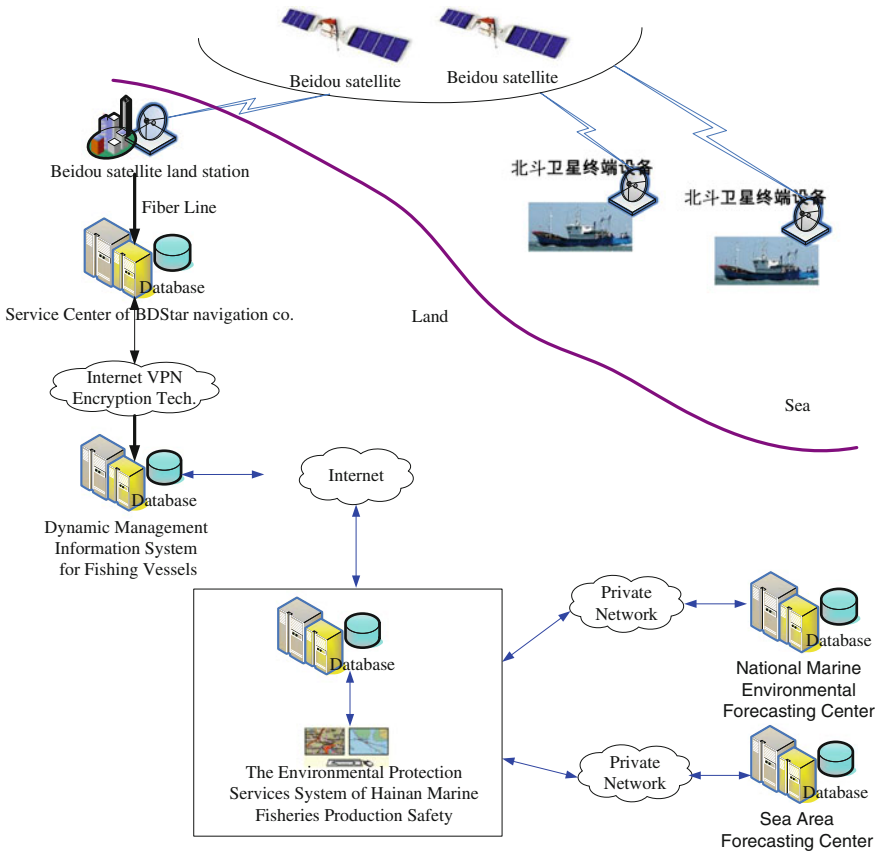 Beidou satellite
Beidou satellite
Beidou satellite land station
北斗卫星终端设备
北斗卫星终端设备
Fiber Line
Database
Service Center of BDStar navigation co.
Land
Internet VPN
Encryption Tech.
Sea
Database
Internet
Dynamic Management
Information System
for Fishing Vessels
Private
Network
Database
Database
National Marine
Environmental
Forecasting Center
The Environmental Protection
Services System of Hainan Marine
Fisheries Production Safety
Private
Network
Database
Sea Area
Forecasting Center